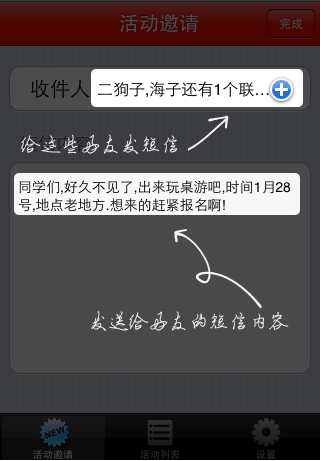 活动邀请
完成
收件人
二狗子,海子还有1个联...
给这些好友发短信
同学们,好久不见了,出来玩桌游吧,时间1月28
号,地点老地方.想来的赶紧报名啊!
发送给好友的短信内容
NEW
活动邀请
活动列表
设置